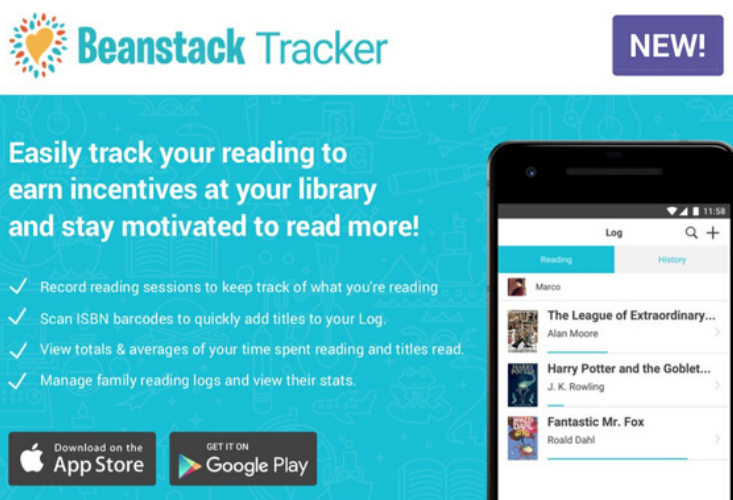 Beanstack Tracker
NEW!
Easily track your reading to
earn incentives at your library
and stay motivated to read more!
Record reading sessions to keep track of what you're reading
Scan ISBN barcodes to quickly add titles to your Log.
View totals & averages of your time spent reading and titles read.
Manage family reading logs and view their stats.
Download on the
App Store
GET IT ON
Google Play
11:58
Log
Reading
History
Marco
The League of Extraordinary...
Alan Moore
HARRY POTTER
Harry Potter and the Goblet...
J. K. Rowling
ROALD DAHL
Fantastic Mr. Fox
Roald Dahl